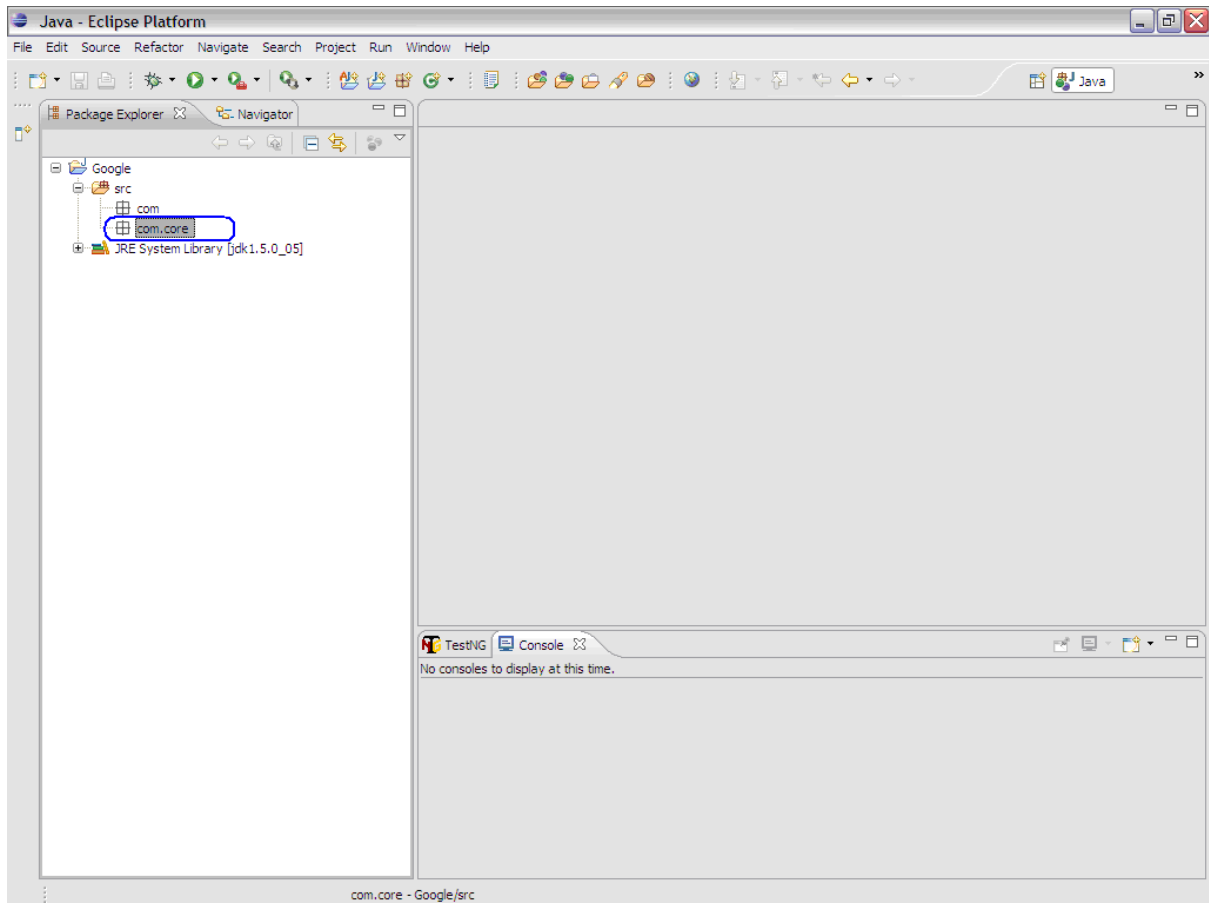 Java - Eclipse Platform
File Edit Source Refactor Navigate Search Project Run Window Help
Java
Package Explorer Navigator
Google
src
com
com.core
JRE System Library [jdk1.5.0_05]
TestNG Console
No consoles to display at this time.
com.core - Google/src